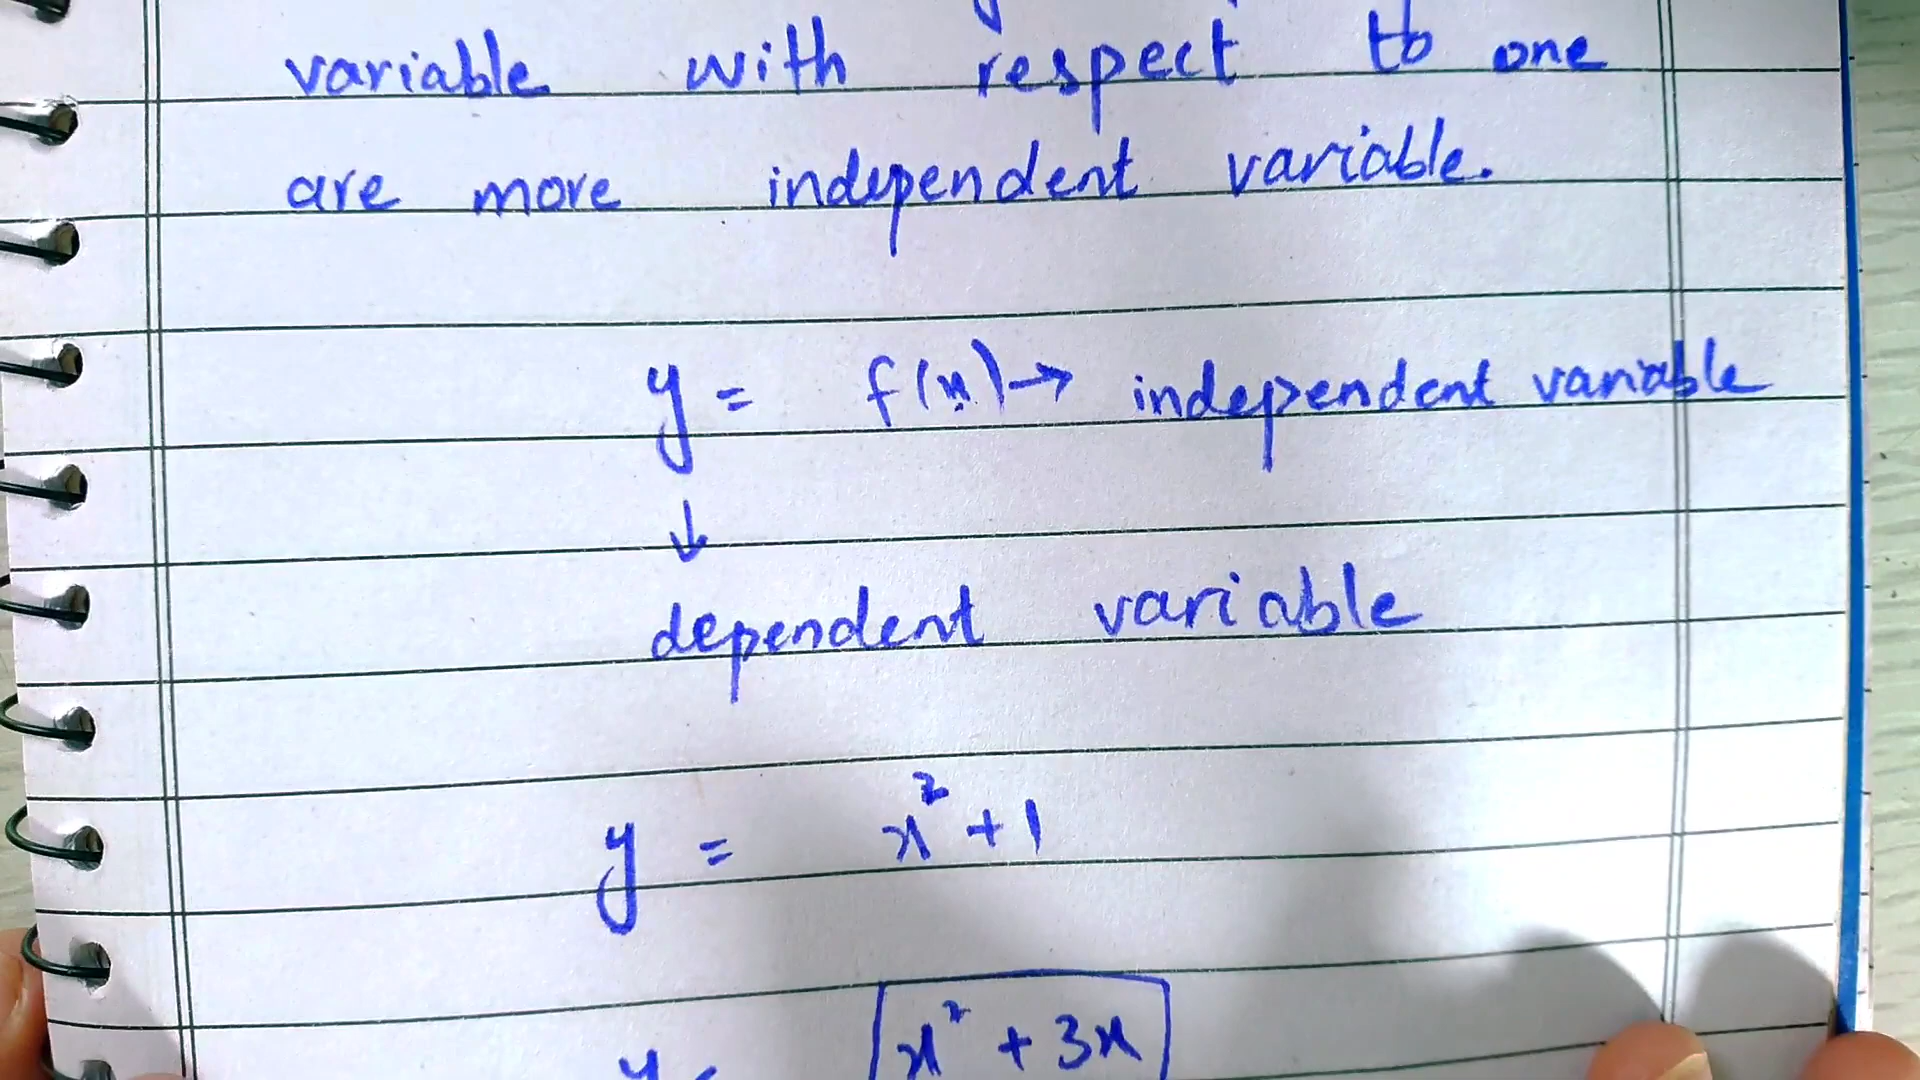 variable with respect to one
are more independent variable.
y = f(x) → independent variable
↓
dependent variable
y = x² + 1
y = x² + 3x